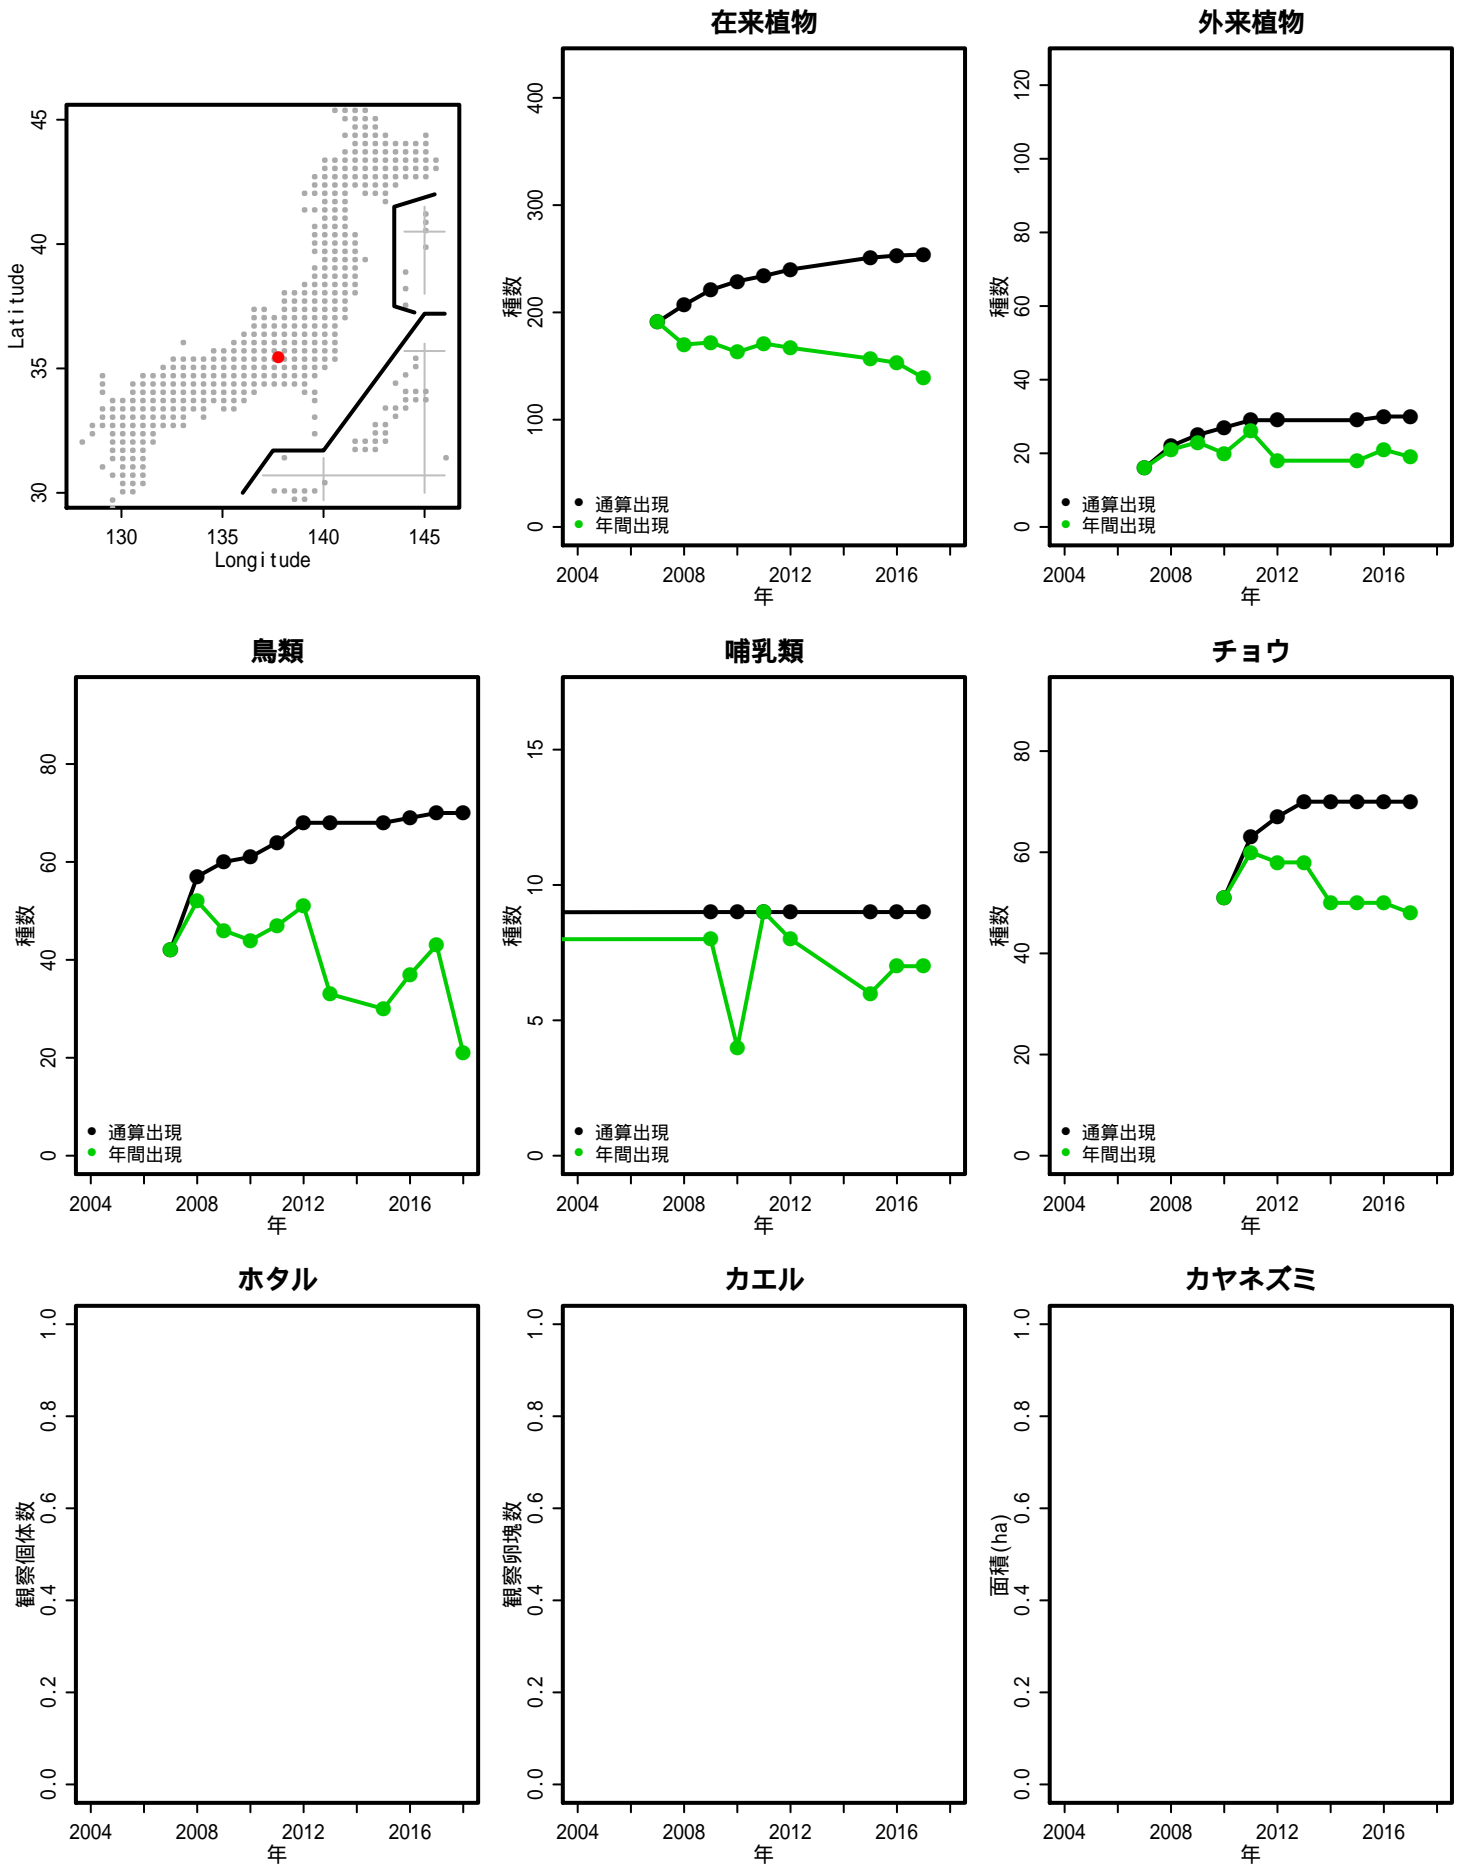 45
40
35
30
Latitude
130 135 140 145
Longitude
在来植物
400
300
200
100
0
種数
通算出現
年間出現
2004 2008 2012 2016
年
外来植物
120
100
80
60
40
20
0
種数
通算出現
年間出現
2004 2008 2012 2016
年
鳥類
80
60
40
20
0
種数
通算出現
年間出現
2004 2008 2012 2016
年
哺乳類
15
10
5
0
種数
通算出現
年間出現
2004 2008 2012 2016
年
チョウ
80
60
40
20
0
種数
通算出現
年間出現
2004 2008 2012 2016
年
ホタル
1.0
0.8
0.6
0.4
0.2
0.0
観察個体数
2004 2008 2012 2016
年
カエル
1.0
0.8
0.6
0.4
0.2
0.0
観察卵塊数
2004 2008 2012 2016
年
カヤネズミ
1.0
0.8
0.6
0.4
0.2
0.0
面積(ha)
2004 2008 2012 2016
年